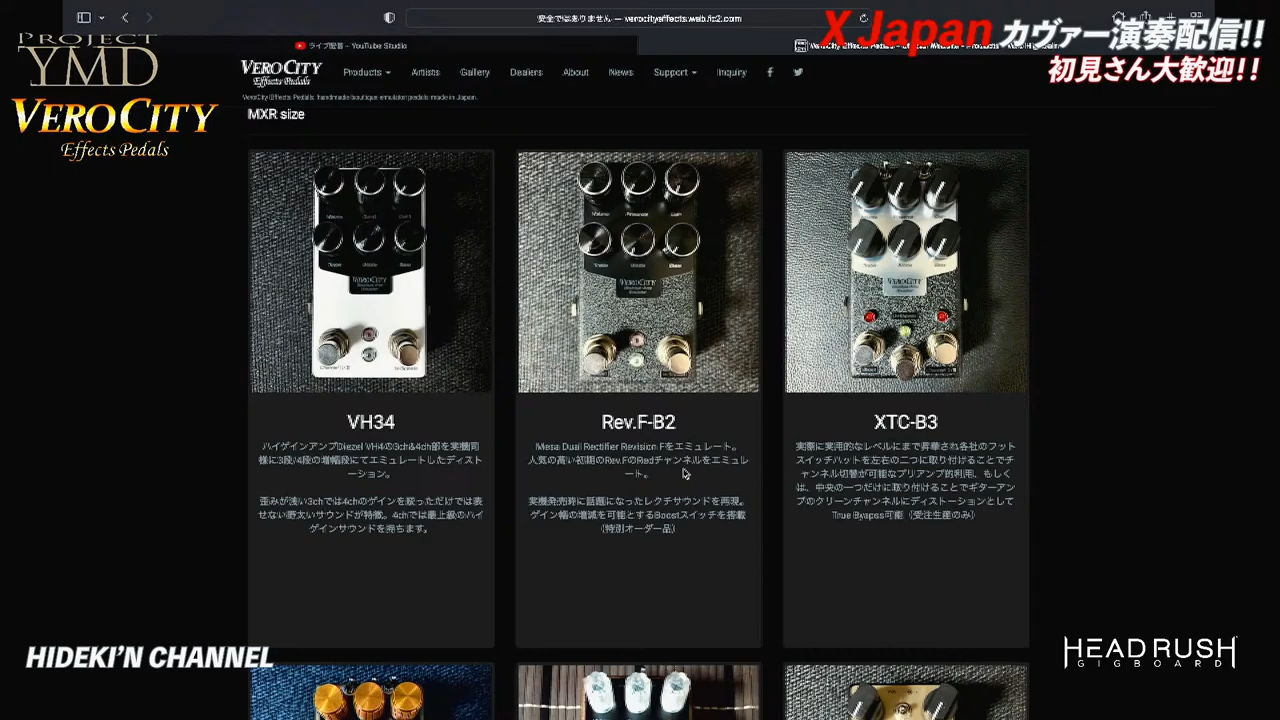 安全ではありません — verocityeffects.web.fc2.com
ライブ配信 - YouTube Studio
PROJECT
YMD
VEROCITY
Effects Pedals
X Japan カヴァー演奏配信!!
初見さん大歓迎!!
VEROCITY
Effects Pedals
Products
Artists
Gallery
Dealers
About
News
Support
Inquiry
VeroCity Effects Pedals: handmade boutique emulator pedals made in Japan.
MXR size
VH34
ハイゲインアンプDiezel VH4の3ch&4ch部を実機同
様に3段/4段の増幅段にてエミュレートしたディスト
ーション。
歪みが浅い3chでは4chのゲインを絞っただけでは表
せない野太いサウンドが特徴。4chでは最上級のハイ
ゲインサウンドを発ちます。
Rev.F-B2
Mesa Dual Rectifier Revision Fをエミュレート。
人気の高い初期のRev.FのRedチャンネルをエミュレ
ート。
実機発売時に話題になったレクチサウンドを再現。
ゲイン幅の増減を可能とするBoostスイッチを搭載
(特別オーダー品)
XTC-B3
実際に実用的なレベルにまで昇華され各社のフット
スイッチハットを左右の二つに取り付けることでチ
ャンネル切替が可能なプリアンプ的利用、もしく
は、中央の一つだけに取り付けることでギターアン
プのクリーンチャンネルにディストーションとして
True Byapss可能（受注生産のみ）
HIDEKI'N CHANNEL
HEADRUSH
GIGBOARD